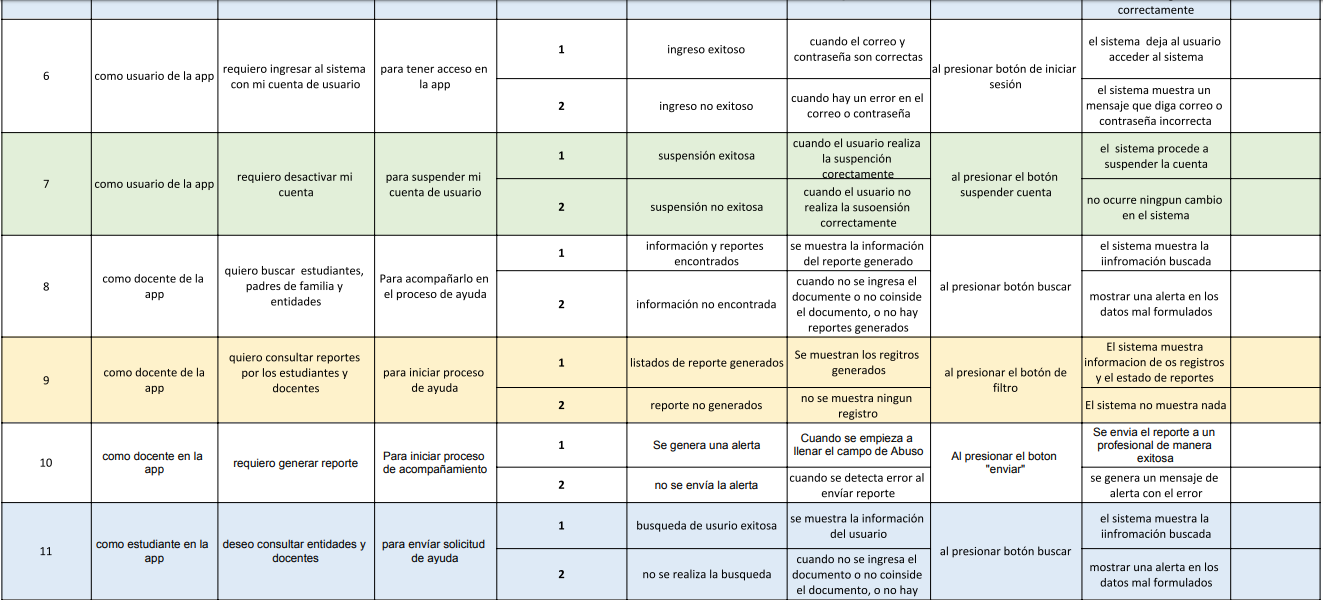 correctamente
6
como usuario de la app
requiero ingresar al sistema
con mi cuenta de usuario
para tener acceso en
la app
1
ingreso exitoso
cuando el correo y
contraseña son correctas
al presionar botón de iniciar
sesión
el sistema deja al usuario
acceder al sistema
2
ingreso no exitoso
cuando hay un error en el
correo o contraseña
el sistema muestra un
mensaje que diga correo o
contraseña incorrecta
7
como usuario de la app
requiero desactivar mi
cuenta
para suspender mi
cuenta de usuario
1
suspensión exitosa
cuando el usuario realiza
la suspención
corectamente
al presionar el botón
suspender cuenta
el sistema procede a
suspender la cuenta
2
suspensión no exitosa
cuando el usuario no
realiza la susoensión
correctamente
no ocurre ningpun cambio
en el sistema
8
como docente de la
app
quiero buscar estudiantes,
padres de familia y
entidades
Para acompañarlo en
el proceso de ayuda
1
información y reportes
encontrados
se muestra la información
del reporte generado
al presionar botón buscar
el sistema muestra la
iinfromación buscada
2
información no encontrada
cuando no se ingresa el
documente o no coinside
el documento, o no hay
reportes generados
mostrar una alerta en los
datos mal formulados
9
como docente de la
app
quiero consultar reportes
por los estudiantes y
docentes
para iniciar proceso
de ayuda
1
listados de reporte generados
Se muestran los regitros
generados
al presionar el botón de
filtro
El sistema muestra
informacion de os registros
y el estado de reportes
2
reporte no generados
no se muestra ningun
registro
El sistema no muestra nada
10
como docente en la
app
requiero generar reporte
Para iniciar proceso
de acompañamiento
1
Se genera una alerta
Cuando se empieza a
llenar el campo de Abuso
Al presionar el boton
"enviar"
Se envia el reporte a un
profesional de manera
exitosa
2
no se envía la alerta
cuando se detecta error al
envíar reporte
se genera un mensaje de
alerta con el error
11
como estudiante en la
app
deseo consultar entidades y
docentes
para envíar solicitud
de ayuda
1
busqueda de usurio exitosa
se muestra la información
del usuario
al presionar botón buscar
el sistema muestra la
iinfromación buscada
2
no se realiza la busqueda
cuando no se ingresa el
documento o no coinside
el documento, o no hay
mostrar una alerta en los
datos mal formulados